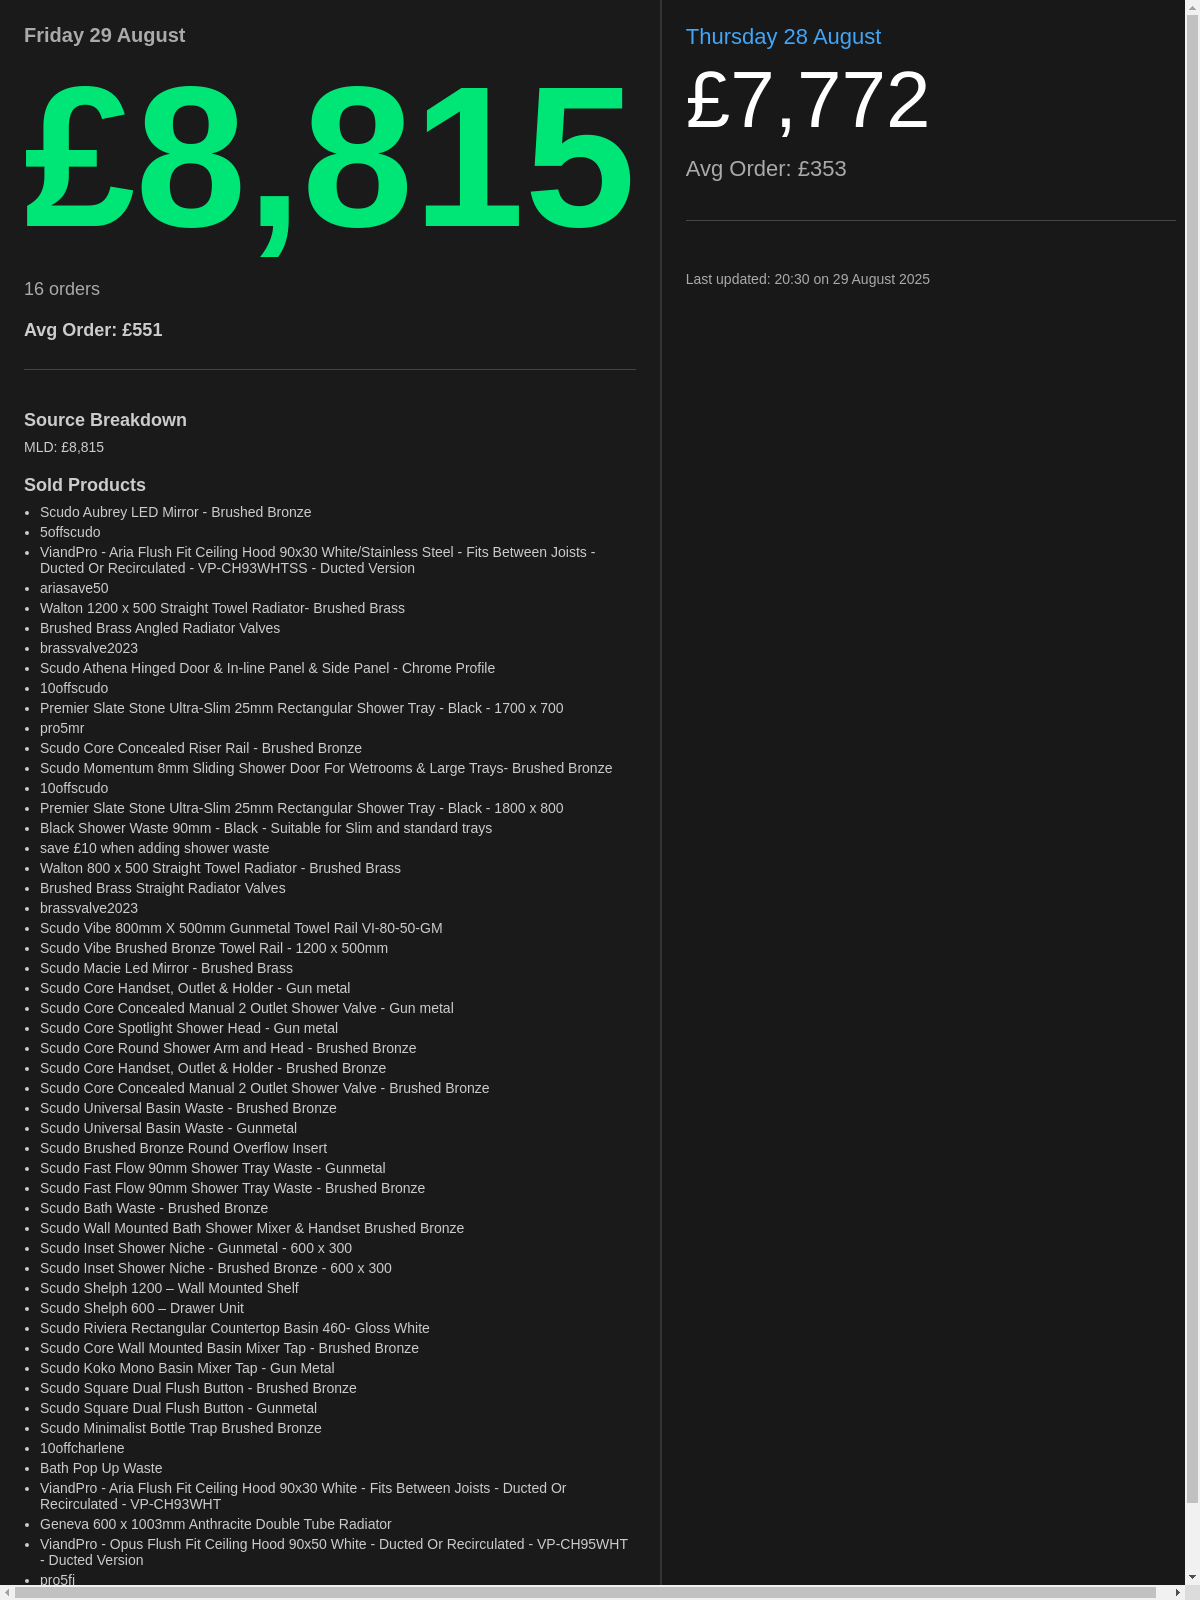 Friday 29 August
£8,815
16 orders
Avg Order: £551
Source Breakdown
MLD: £8,815
Sold Products
Scudo Aubrey LED Mirror - Brushed Bronze
5offscudo
ViandPro - Aria Flush Fit Ceiling Hood 90x30 White/Stainless Steel - Fits Between Joists -
Ducted Or Recirculated - VP-CH93WHTSS - Ducted Version
ariasave50
Walton 1200 x 500 Straight Towel Radiator- Brushed Brass
Brushed Brass Angled Radiator Valves
brassvalve2023
Scudo Athena Hinged Door & In-line Panel & Side Panel - Chrome Profile
10offscudo
Premier Slate Stone Ultra-Slim 25mm Rectangular Shower Tray - Black - 1700 x 700
pro5mr
Scudo Core Concealed Riser Rail - Brushed Bronze
Scudo Momentum 8mm Sliding Shower Door For Wetrooms & Large Trays- Brushed Bronze
10offscudo
Premier Slate Stone Ultra-Slim 25mm Rectangular Shower Tray - Black - 1800 x 800
Black Shower Waste 90mm - Black - Suitable for Slim and standard trays
save £10 when adding shower waste
Walton 800 x 500 Straight Towel Radiator - Brushed Brass
Brushed Brass Straight Radiator Valves
brassvalve2023
Scudo Vibe 800mm X 500mm Gunmetal Towel Rail VI-80-50-GM
Scudo Vibe Brushed Bronze Towel Rail - 1200 x 500mm
Scudo Macie Led Mirror - Brushed Brass
Scudo Core Handset, Outlet & Holder - Gun metal
Scudo Core Concealed Manual 2 Outlet Shower Valve - Gun metal
Scudo Core Spotlight Shower Head - Gun metal
Scudo Core Round Shower Arm and Head - Brushed Bronze
Scudo Core Handset, Outlet & Holder - Brushed Bronze
Scudo Core Concealed Manual 2 Outlet Shower Valve - Brushed Bronze
Scudo Universal Basin Waste - Brushed Bronze
Scudo Universal Basin Waste - Gunmetal
Scudo Brushed Bronze Round Overflow Insert
Scudo Fast Flow 90mm Shower Tray Waste - Gunmetal
Scudo Fast Flow 90mm Shower Tray Waste - Brushed Bronze
Scudo Bath Waste - Brushed Bronze
Scudo Wall Mounted Bath Shower Mixer & Handset Brushed Bronze
Scudo Inset Shower Niche - Gunmetal - 600 x 300
Scudo Inset Shower Niche - Brushed Bronze - 600 x 300
Scudo Shelph 1200 – Wall Mounted Shelf
Scudo Shelph 600 – Drawer Unit
Scudo Riviera Rectangular Countertop Basin 460- Gloss White
Scudo Core Wall Mounted Basin Mixer Tap - Brushed Bronze
Scudo Koko Mono Basin Mixer Tap - Gun Metal
Scudo Square Dual Flush Button - Brushed Bronze
Scudo Square Dual Flush Button - Gunmetal
Scudo Minimalist Bottle Trap Brushed Bronze
10offcharlene
Bath Pop Up Waste
ViandPro - Aria Flush Fit Ceiling Hood 90x30 White - Fits Between Joists - Ducted Or
Recirculated - VP-CH93WHT
Geneva 600 x 1003mm Anthracite Double Tube Radiator
ViandPro - Opus Flush Fit Ceiling Hood 90x50 White - Ducted Or Recirculated - VP-CH95WHT
- Ducted Version
pro5fi
Thursday 28 August
£7,772
Avg Order: £353
Last updated: 20:30 on 29 August 2025